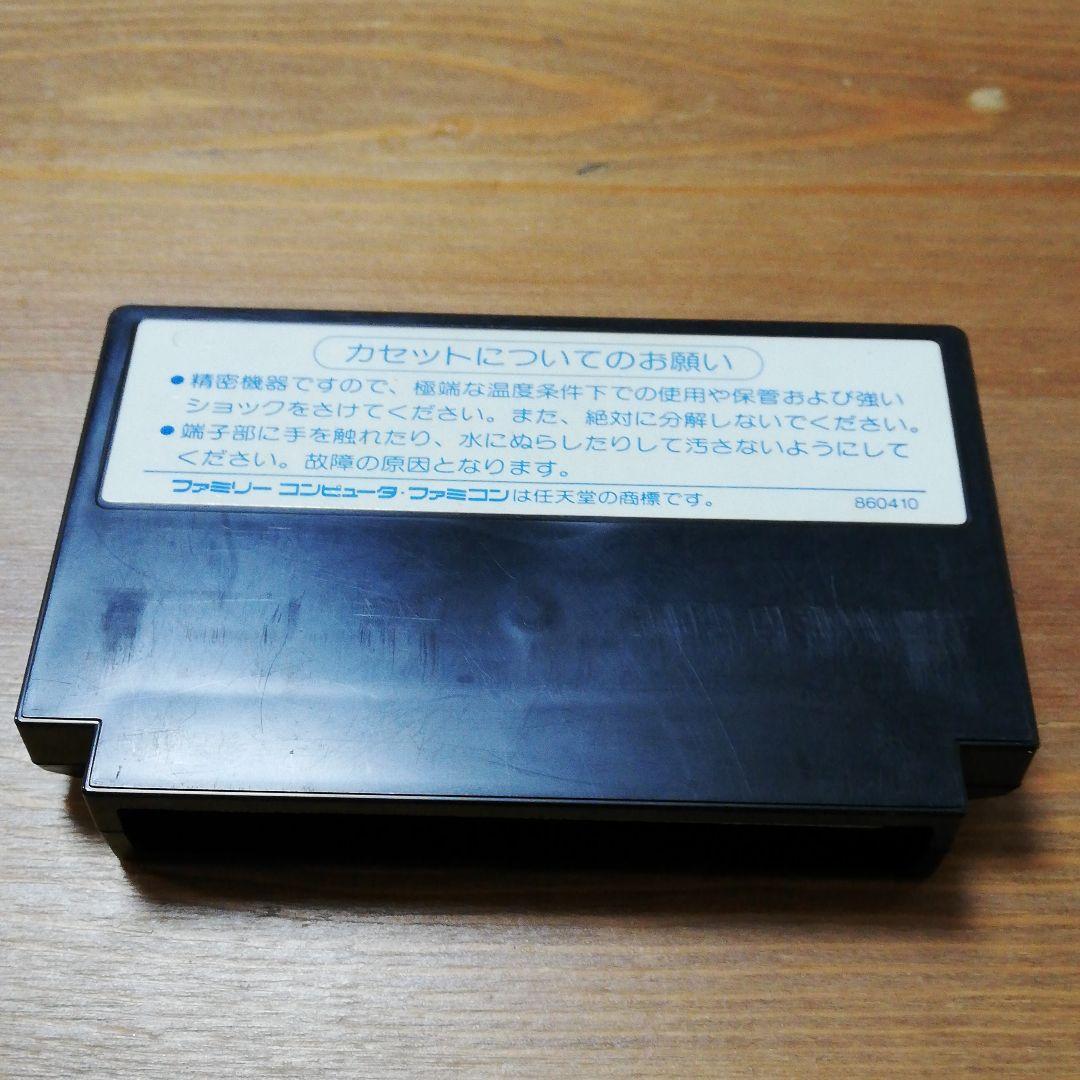 カセットについてのお願い
●精密機器ですので、極端な温度条件下での使用や保管および強い
ショックをさけてください。また、絶対に分解しないでください。
●端子部に手を触れたり、水にぬらしたりして汚さないようにして
ください。故障の原因となります。
ファミリー コンピュータ・ファミコンは任天堂の商標です。 860410